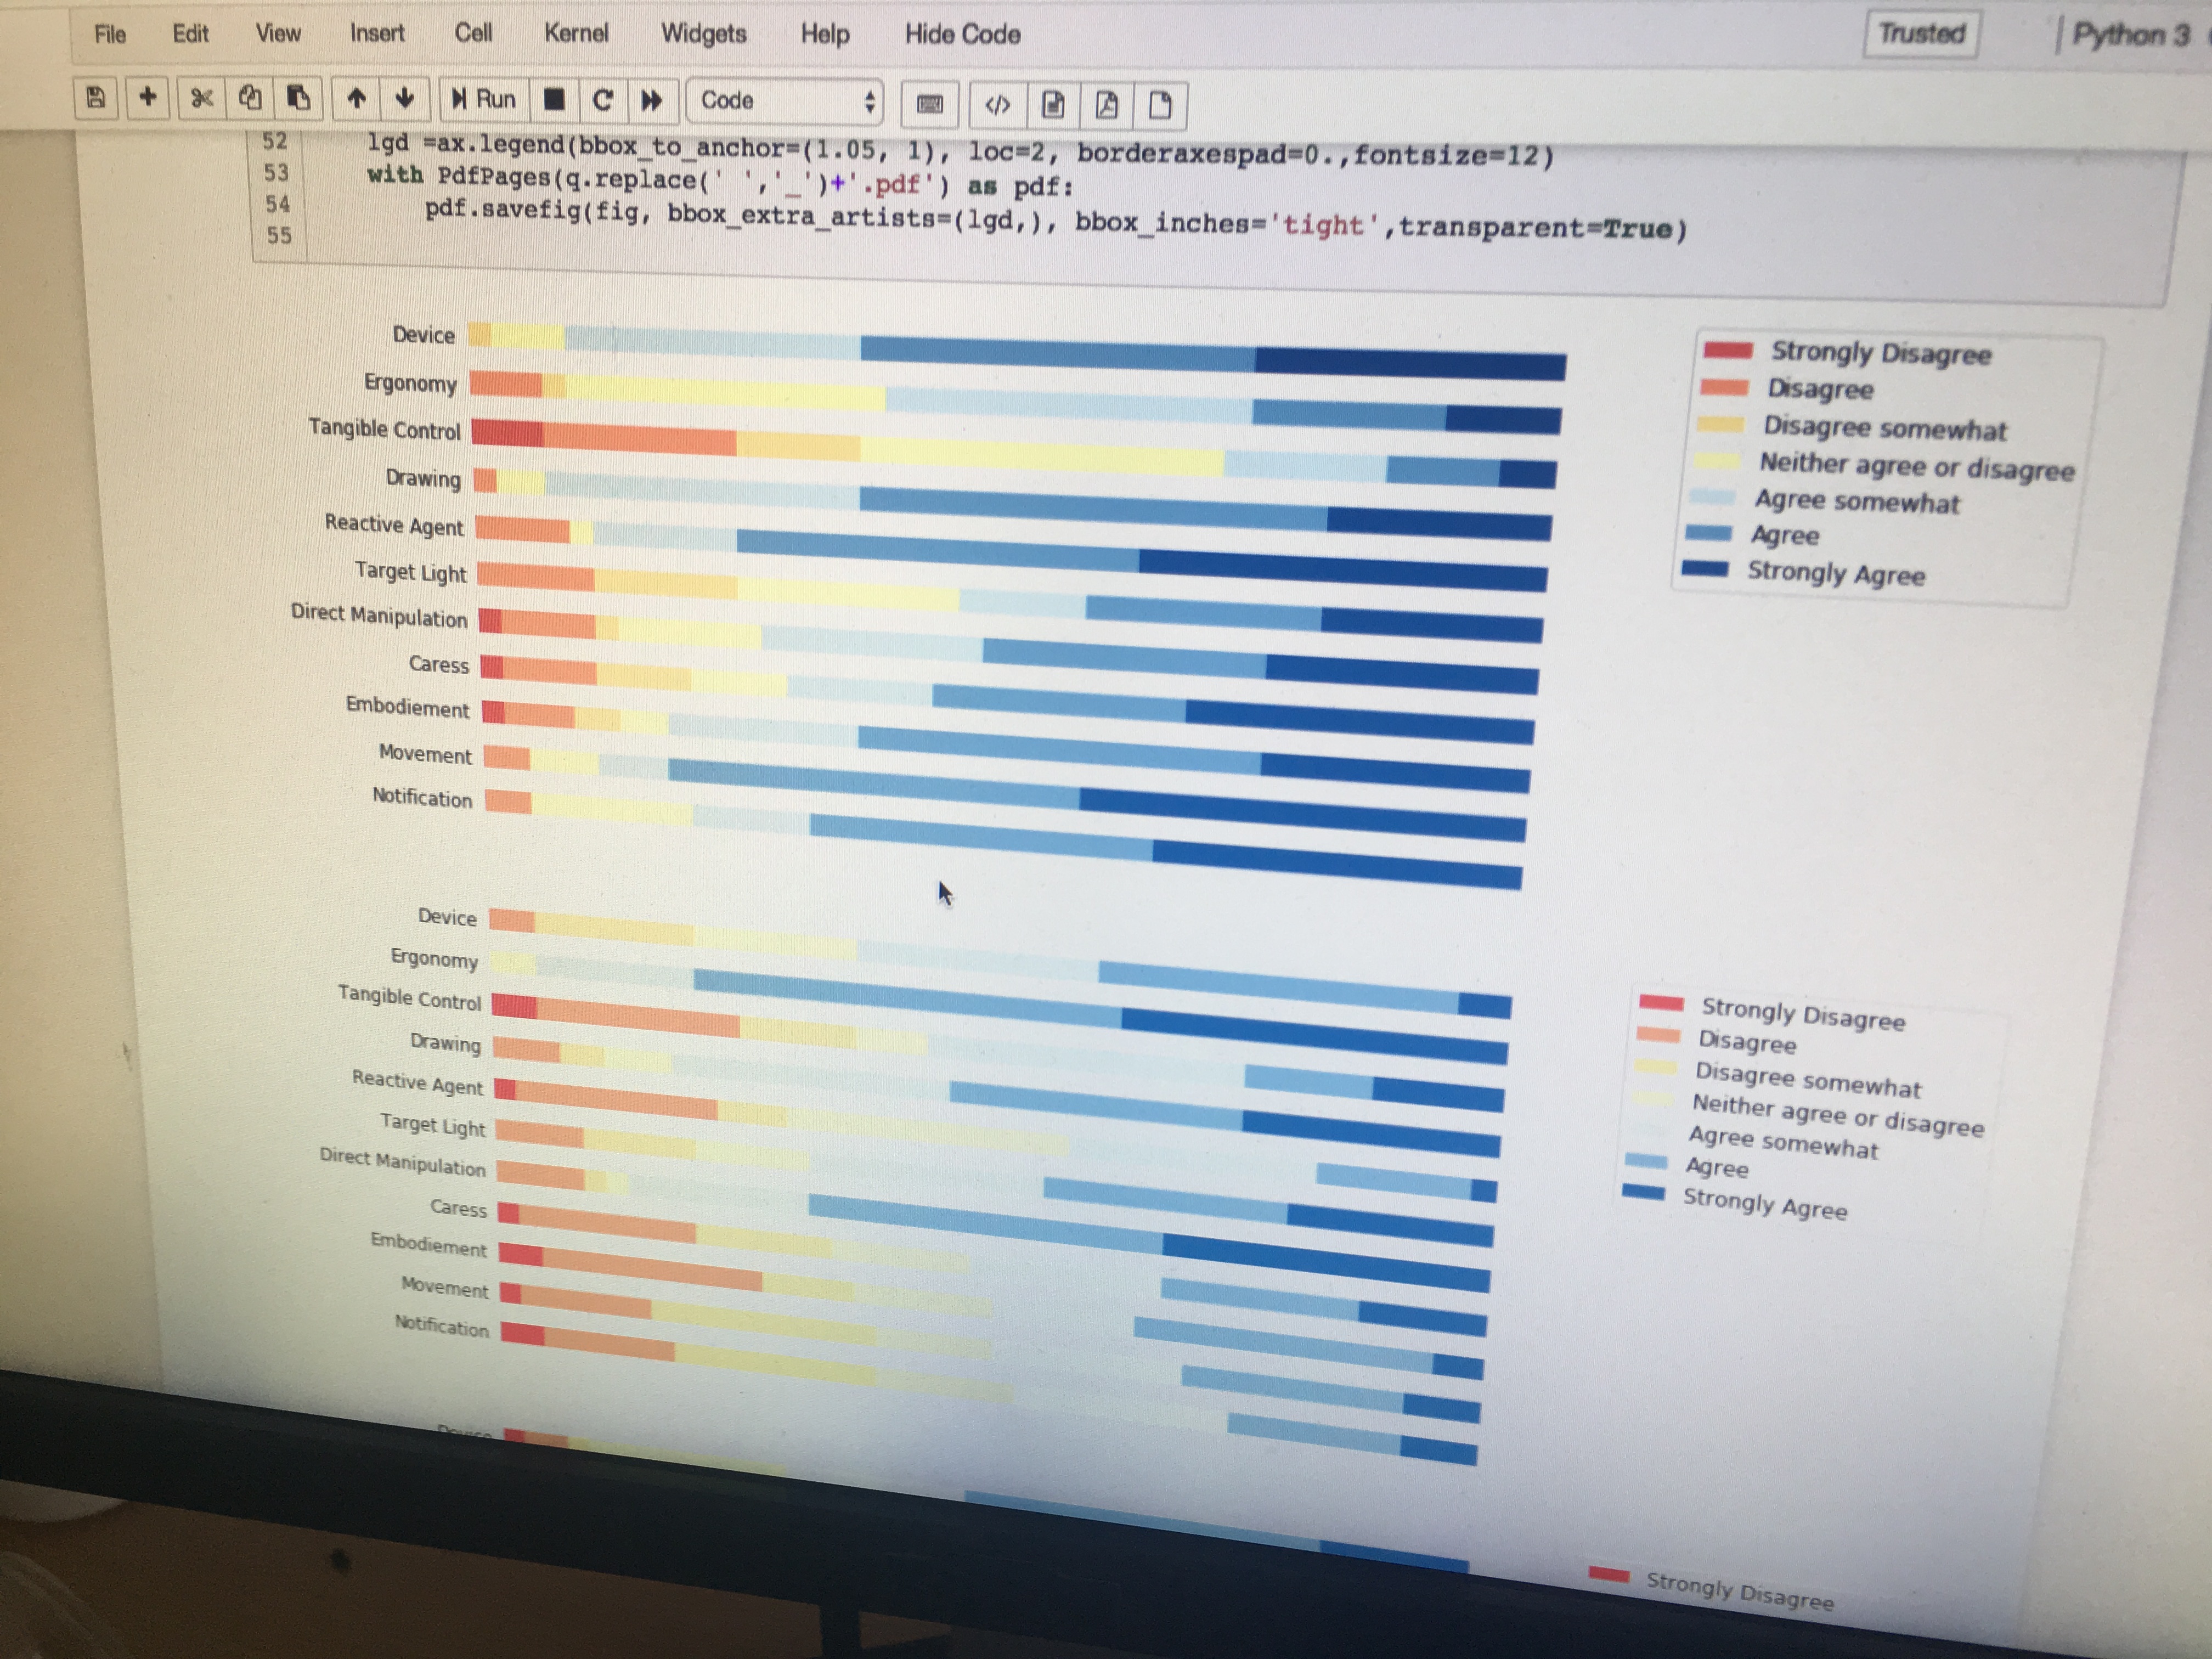 File Edit View Insert Cell Kernel Widgets Help Hide Code Trusted Python 3
Run Code
52 lgd =ax.legend(bbox_to_anchor=(1.05, 1), loc=2, borderaxespad=0.,fontsize=12)
53 with PdfPages(q.replace(' ','_')+'.pdf') as pdf:
54 pdf.savefig(fig, bbox_extra_artists=(lgd,), bbox_inches='tight',transparent=True)
55
Device
Ergonomy
Tangible Control
Drawing
Reactive Agent
Target Light
Direct Manipulation
Caress
Embodiement
Movement
Notification
Strongly Disagree
Disagree
Disagree somewhat
Neither agree or disagree
Agree somewhat
Agree
Strongly Agree
Device
Ergonomy
Tangible Control
Drawing
Reactive Agent
Target Light
Direct Manipulation
Caress
Embodiement
Movement
Notification
Strongly Disagree
Disagree
Disagree somewhat
Neither agree or disagree
Agree somewhat
Agree
Strongly Agree
Device
Strongly Disagree